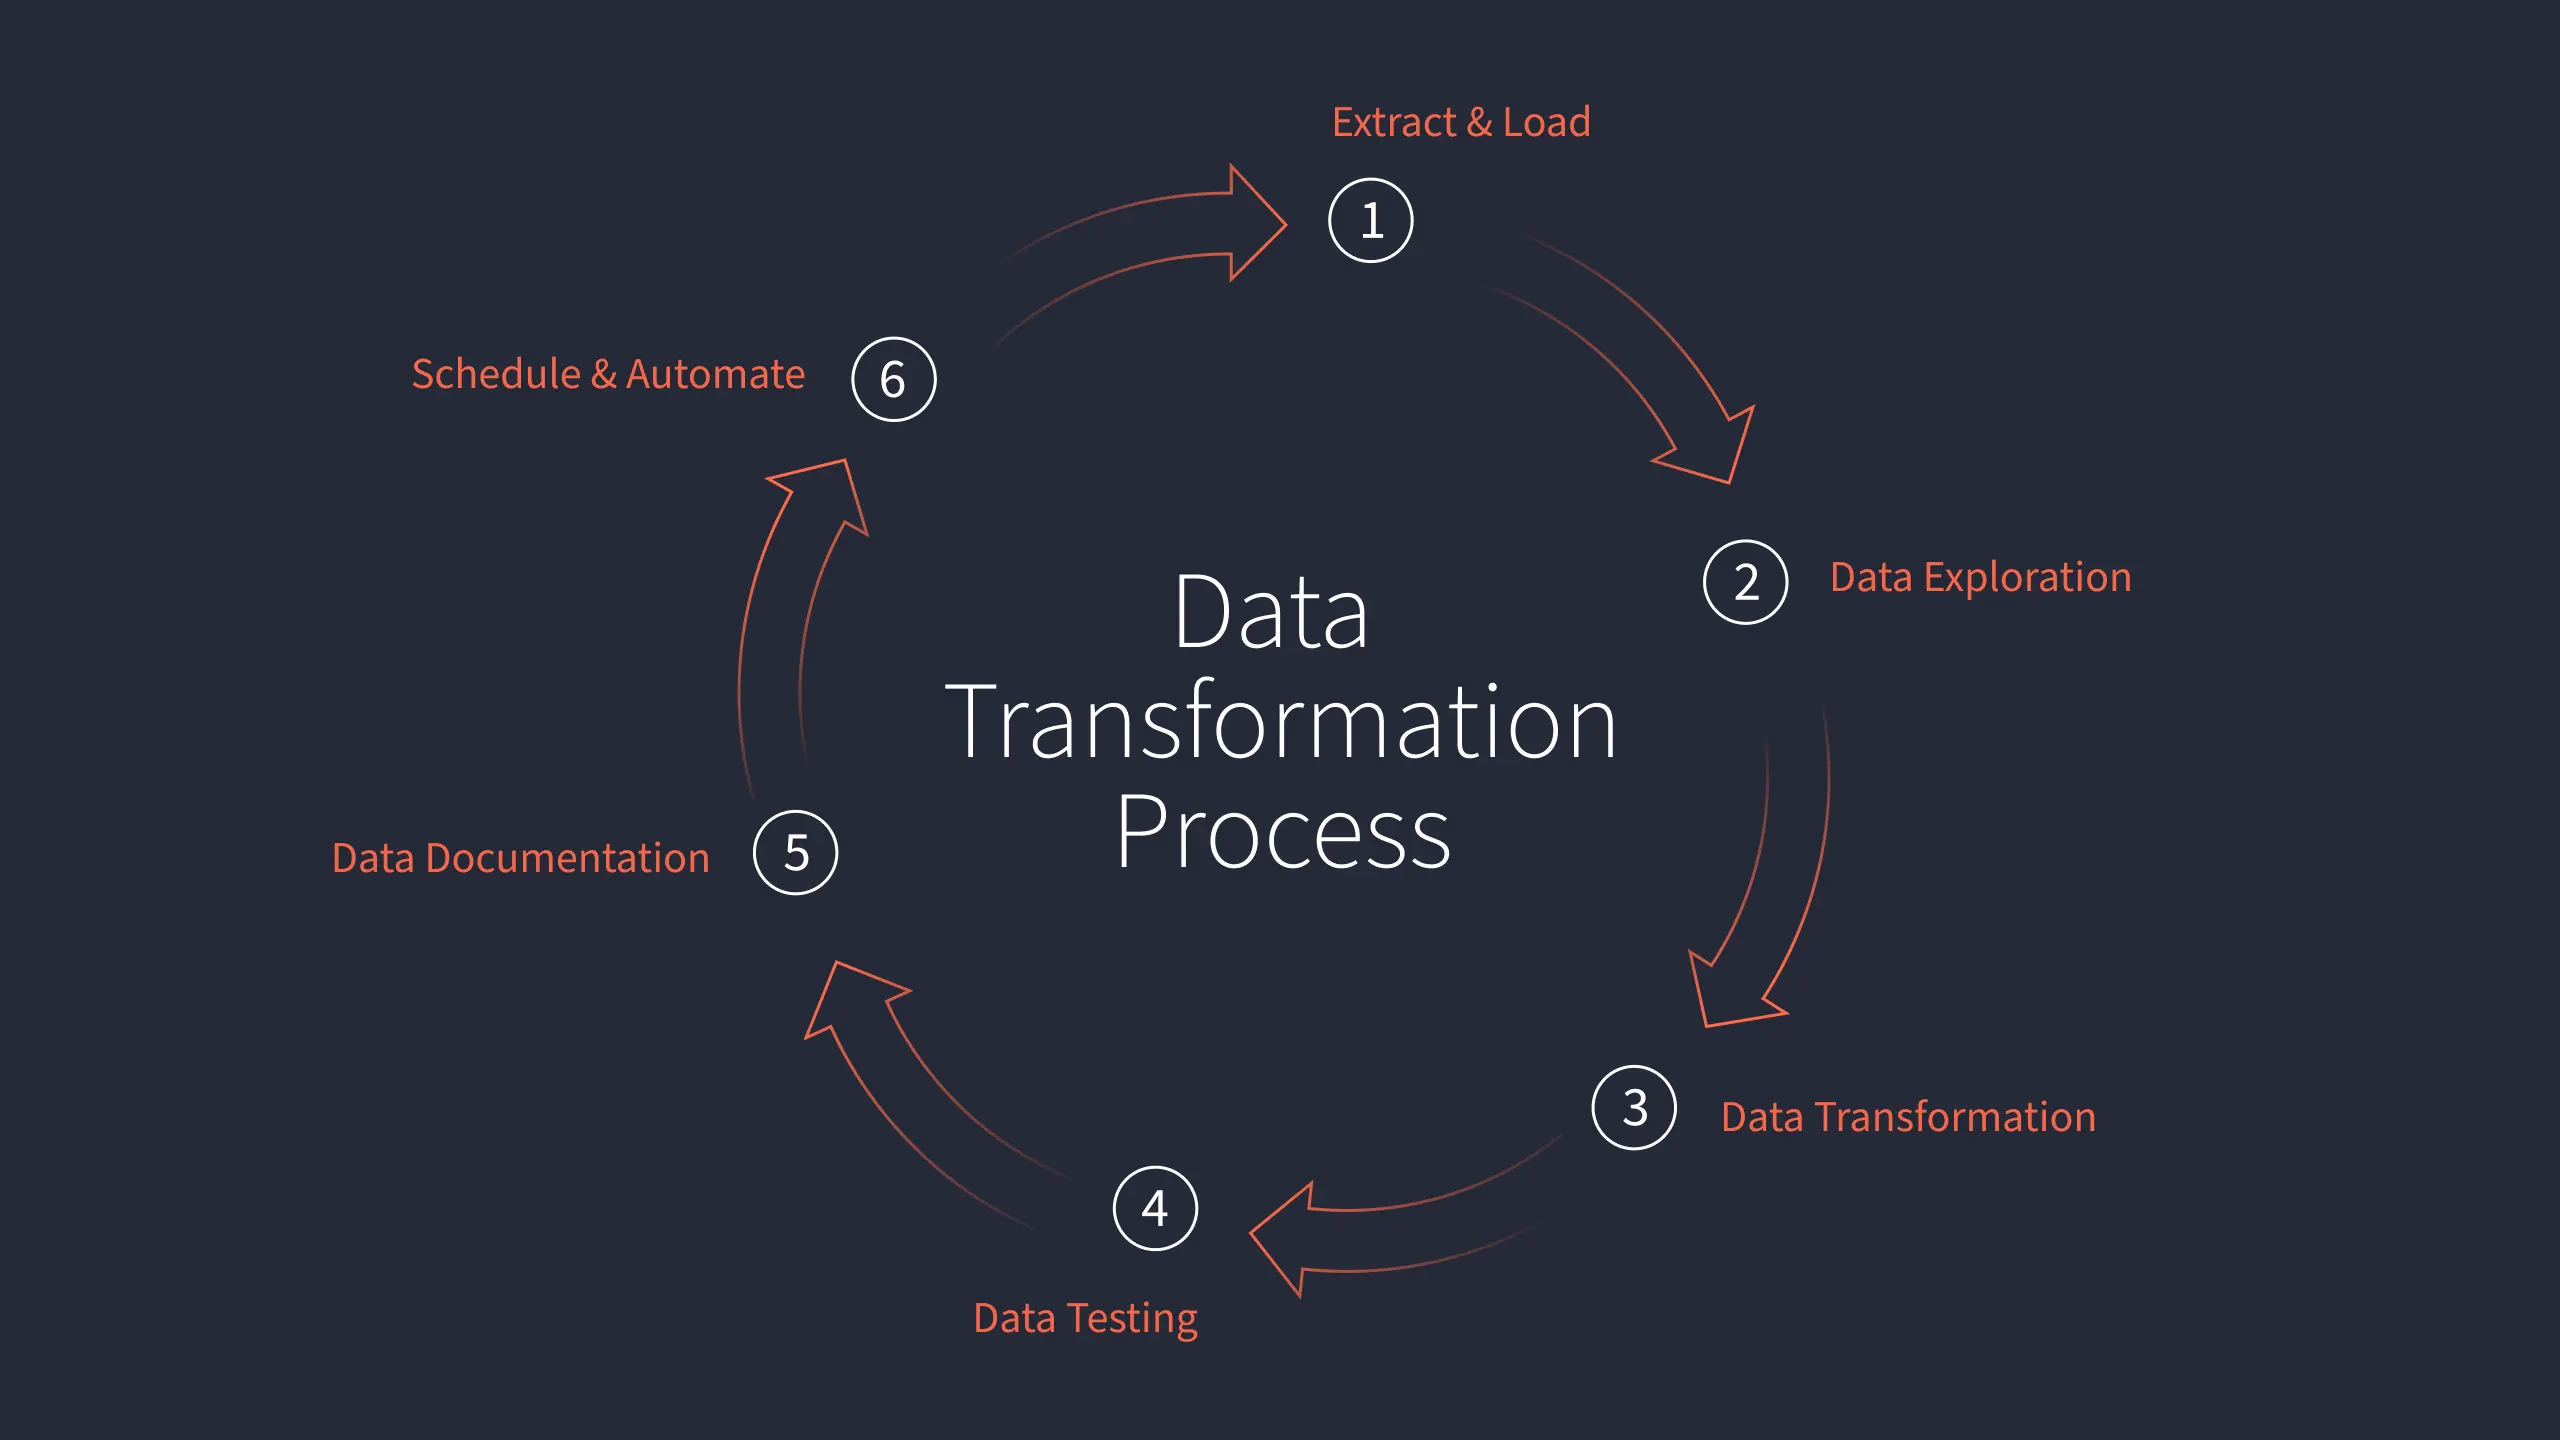 Data
Transformation
Process
Extract & Load
1
2
Data Exploration
3
Data Transformation
4
Data Testing
5
Data Documentation
6
Schedule & Automate